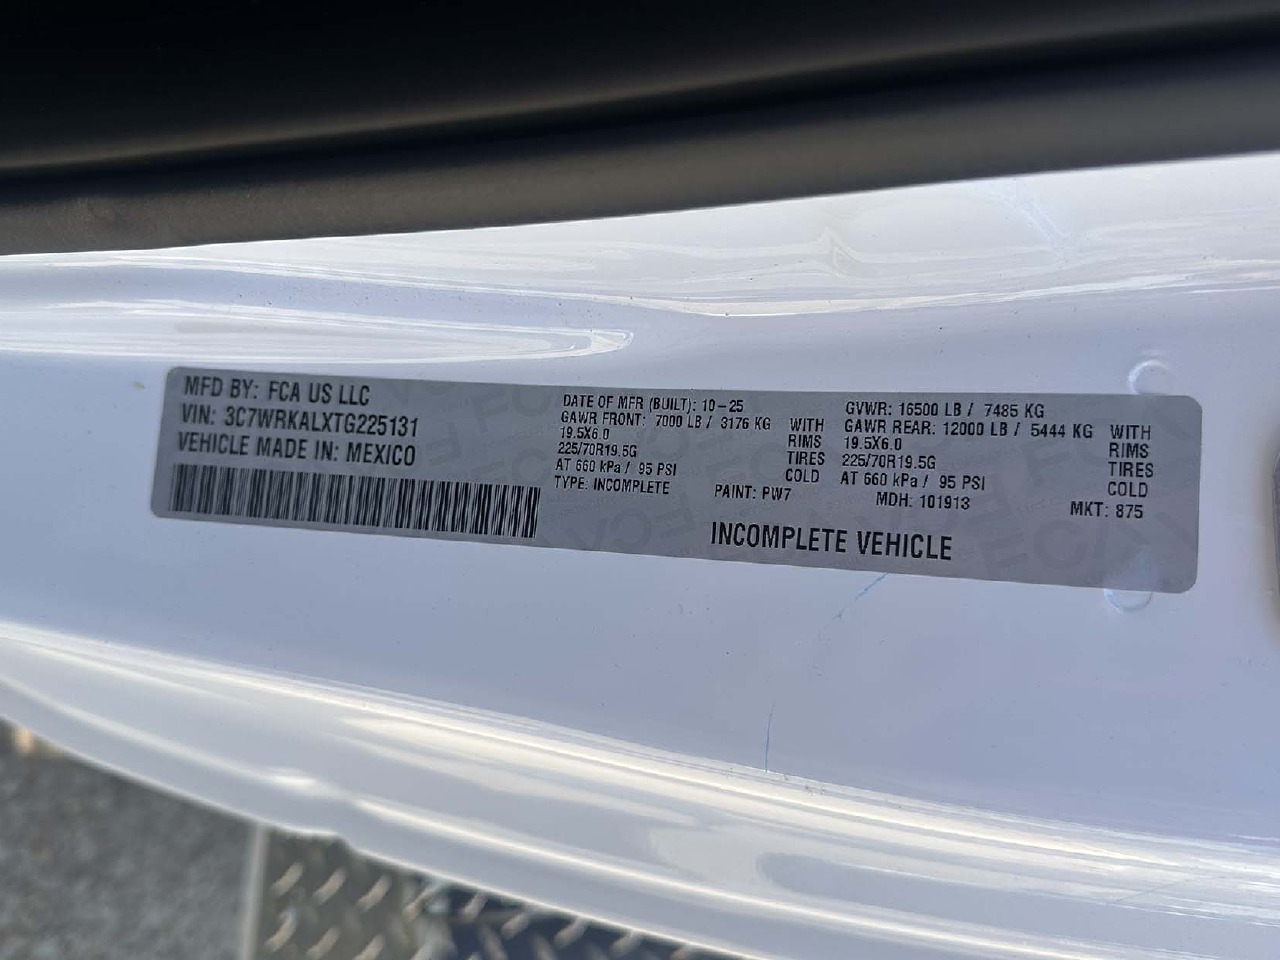 MFD BY: FCA US LLC
VIN: 3C7WRKALXTG225131
VEHICLE MADE IN: MEXICO
DATE OF MFR (BUILT): 10-25
GAWR FRONT: 7000 LB / 3176 KG WITH
19.5X6.0 RIMS
225/70R19.5G TIRES
AT 660 kPa / 95 PSI COLD
TYPE: INCOMPLETE PAINT: PW7
GVWR: 16500 LB / 7485 KG
GAWR REAR: 12000 LB / 5444 KG WITH
19.5X6.0 RIMS
225/70R19.5G TIRES
AT 660 kPa / 95 PSI COLD
MDH: 101913 MKT: 875
INCOMPLETE VEHICLE